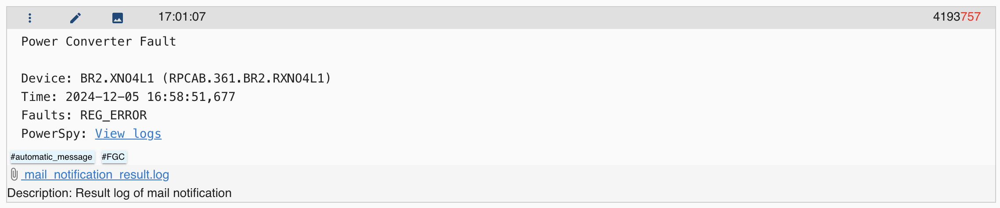 17:01:07 4193757
Power Converter Fault
Device: BR2.XNO4L1 (RPCAB.361.BR2.RXNO4L1)
Time: 2024-12-05 16:58:51,677
Faults: REG_ERROR
PowerSpy: View logs
#automatic_message #FGC
mail_notification_result.log
Description: Result log of mail notification